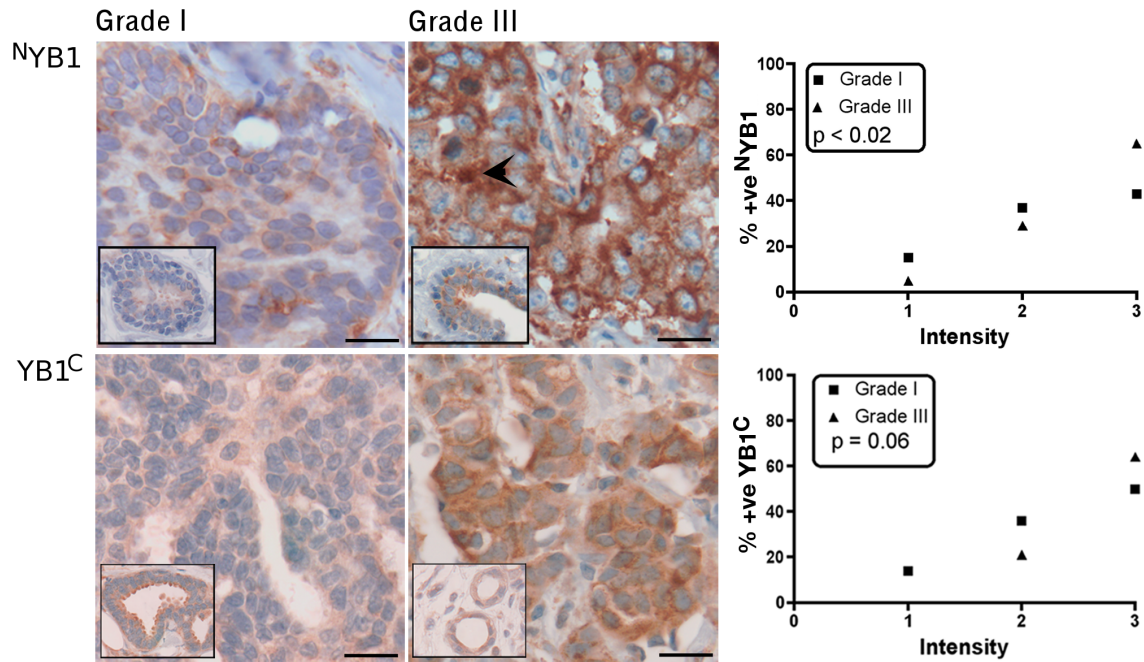 Grade I
Grade III
NYB1
YB1C
100
80
60
40
20
0
% +ve NYB1
Grade I
Grade III
p < 0.02
0
1
2
3
Intensity
100
80
60
40
20
0
% +ve YB1C
Grade I
Grade III
p = 0.06
0
1
2
3
Intensity